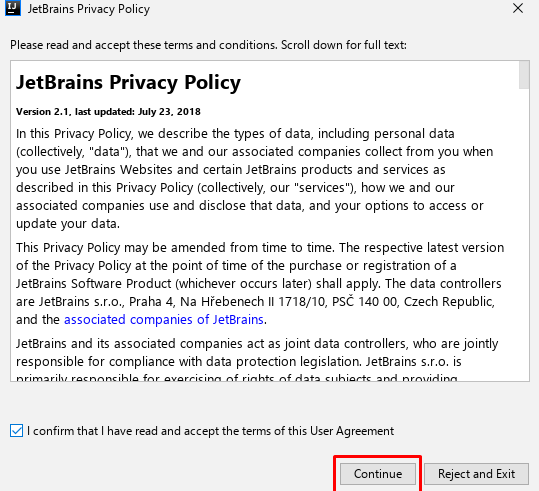 IJ JetBrains Privacy Policy
Please read and accept these terms and conditions. Scroll down for full text:
JetBrains Privacy Policy
Version 2.1, last updated: July 23, 2018
In this Privacy Policy, we describe the types of data, including personal data
(collectively, "data"), that we and our associated companies collect from you when
you use JetBrains Websites and certain JetBrains products and services as
described in this Privacy Policy (collectively, our "services"), how we and our
associated companies use and disclose that data, and your options to access or
update your data.
This Privacy Policy may be amended from time to time. The respective latest version
of the Privacy Policy at the point of time of the purchase or registration of a
JetBrains Software Product (whichever occurs later) shall apply. The data controllers
are JetBrains s.r.o., Praha 4, Na Hřebenech II 1718/10, PSČ 140 00, Czech Republic,
and the associated companies of JetBrains.
JetBrains and its associated companies act as joint data controllers, who are jointly
responsible for compliance with data protection legislation. JetBrains s.r.o. is
primarily responsible for exercising of rights of data subjects and providing
I confirm that I have read and accept the terms of this User Agreement
Continue
Reject and Exit